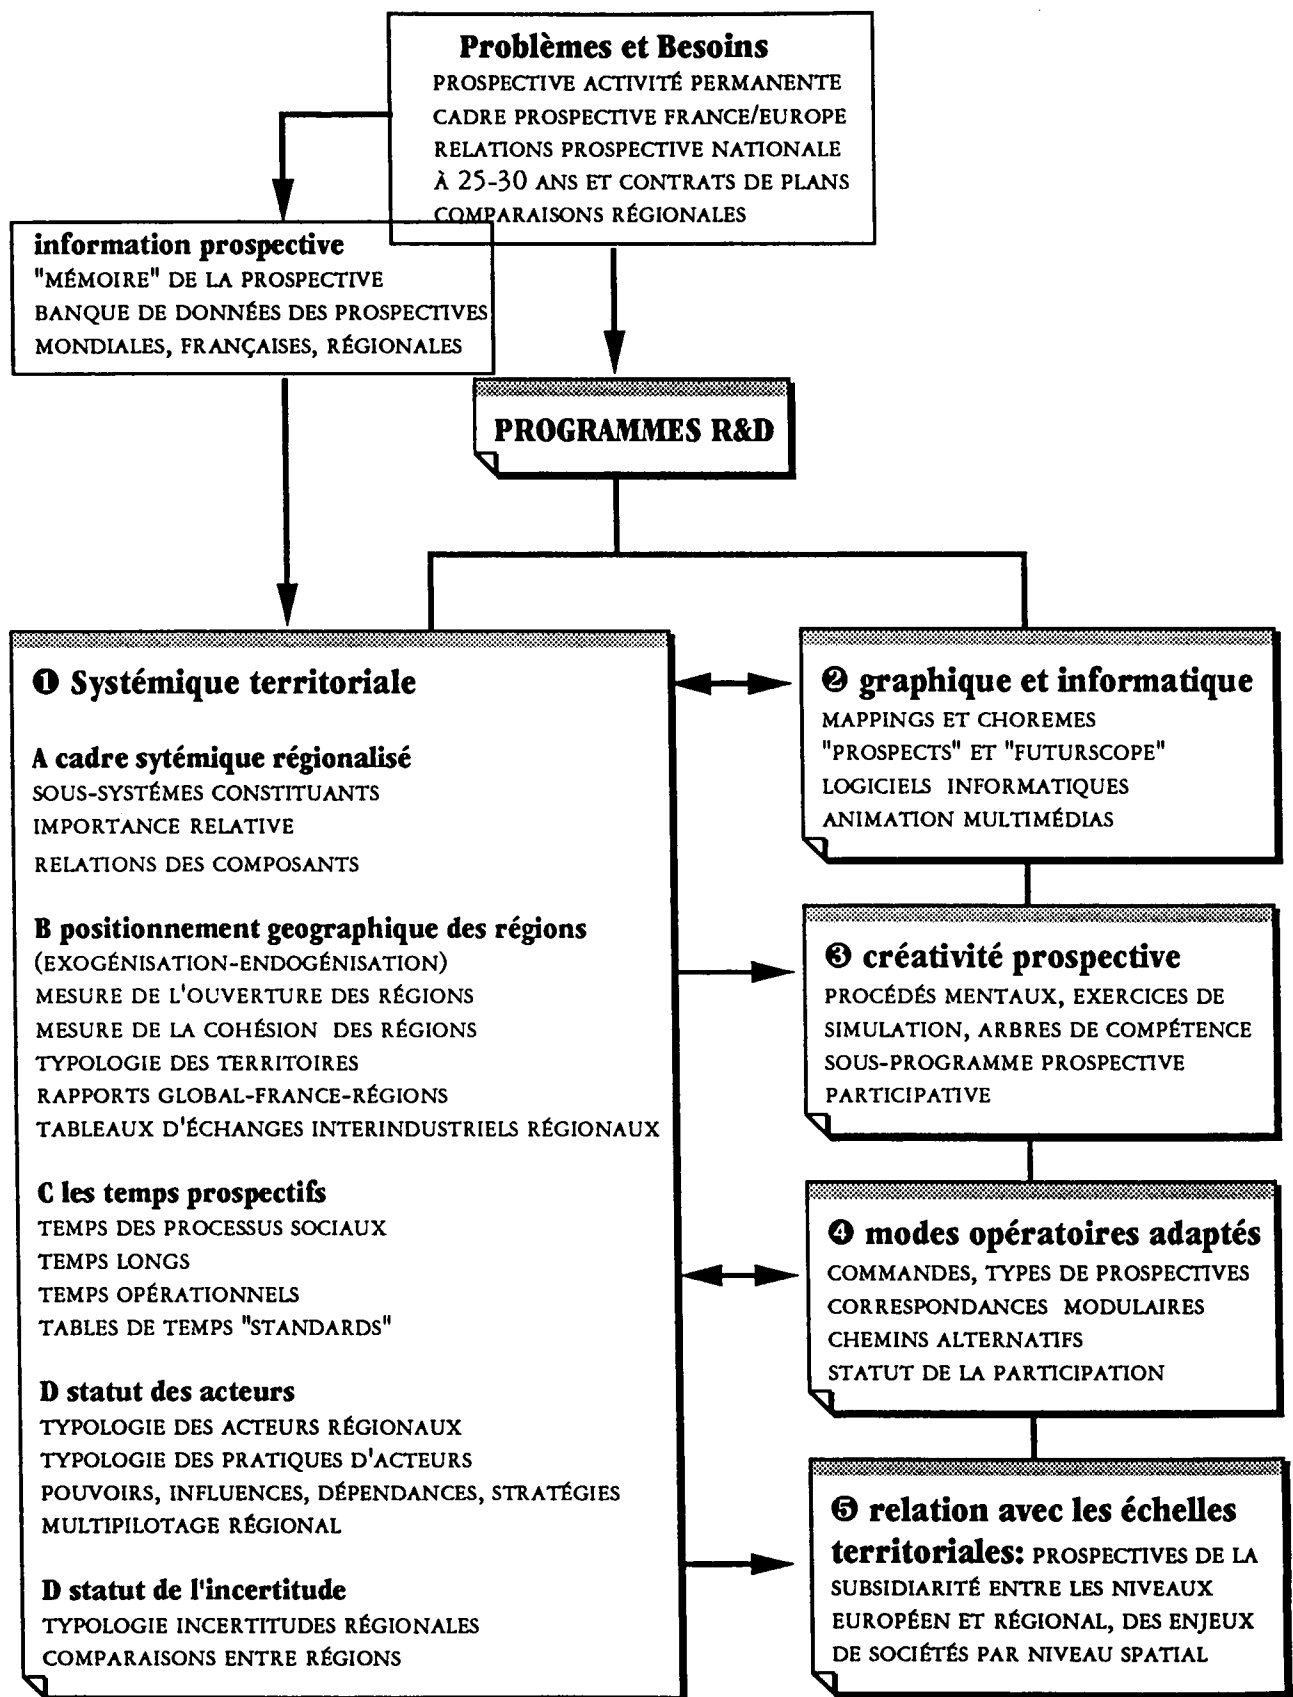 Problèmes et Besoins
PROSPECTIVE ACTIVITÉ PERMANENTE
CADRE PROSPECTIVE FRANCE/EUROPE
RELATIONS PROSPECTIVE NATIONALE
À 25-30 ANS ET CONTRATS DE PLANS
COMPARAISONS RÉGIONALES
information prospective
"MÉMOIRE" DE LA PROSPECTIVE
BANQUE DE DONNÉES DES PROSPECTIVES
MONDIALES, FRANÇAISES, RÉGIONALES
PROGRAMMES R&D
❶ Systémique territoriale
A cadre sytémique régionalisé
SOUS-SYSTÉMES CONSTITUANTS
IMPORTANCE RELATIVE
RELATIONS DES COMPOSANTS
B positionnement geographique des régions
(EXOGÉNISATION-ENDOGÉNISATION)
MESURE DE L'OUVERTURE DES RÉGIONS
MESURE DE LA COHÉSION DES RÉGIONS
TYPOLOGIE DES TERRITOIRES
RAPPORTS GLOBAL-FRANCE-RÉGIONS
TABLEAUX D'ÉCHANGES INTERINDUSTRIELS RÉGIONAUX
C les temps prospectifs
TEMPS DES PROCESSUS SOCIAUX
TEMPS LONGS
TEMPS OPÉRATIONNELS
TABLES DE TEMPS "STANDARDS"
D statut des acteurs
TYPOLOGIE DES ACTEURS RÉGIONAUX
TYPOLOGIE DES PRATIQUES D'ACTEURS
POUVOIRS, INFLUENCES, DÉPENDANCES, STRATÉGIES
MULTIPILOTAGE RÉGIONAL
D statut de l'incertitude
TYPOLOGIE INCERTITUDES RÉGIONALES
COMPARAISONS ENTRE RÉGIONS
❷ graphique et informatique
MAPPINGS ET CHOREMES
"PROSPECTS" ET "FUTURSCOPE"
LOGICIELS INFORMATIQUES
ANIMATION MULTIMÉDIAS
❸ créativité prospective
PROCÉDÉS MENTAUX, EXERCICES DE
SIMULATION, ARBRES DE COMPÉTENCE
SOUS-PROGRAMME PROSPECTIVE
PARTICIPATIVE
❹ modes opératoires adaptés
COMMANDES, TYPES DE PROSPECTIVES
CORRESPONDANCES MODULAIRES
CHEMINS ALTERNATIFS
STATUT DE LA PARTICIPATION
❺ relation avec les échelles
territoriales: PROSPECTIVES DE LA
SUBSIDIARITÉ ENTRE LES NIVEAUX
EUROPÉEN ET RÉGIONAL, DES ENJEUX
DE SOCIÉTÉS PAR NIVEAU SPATIAL